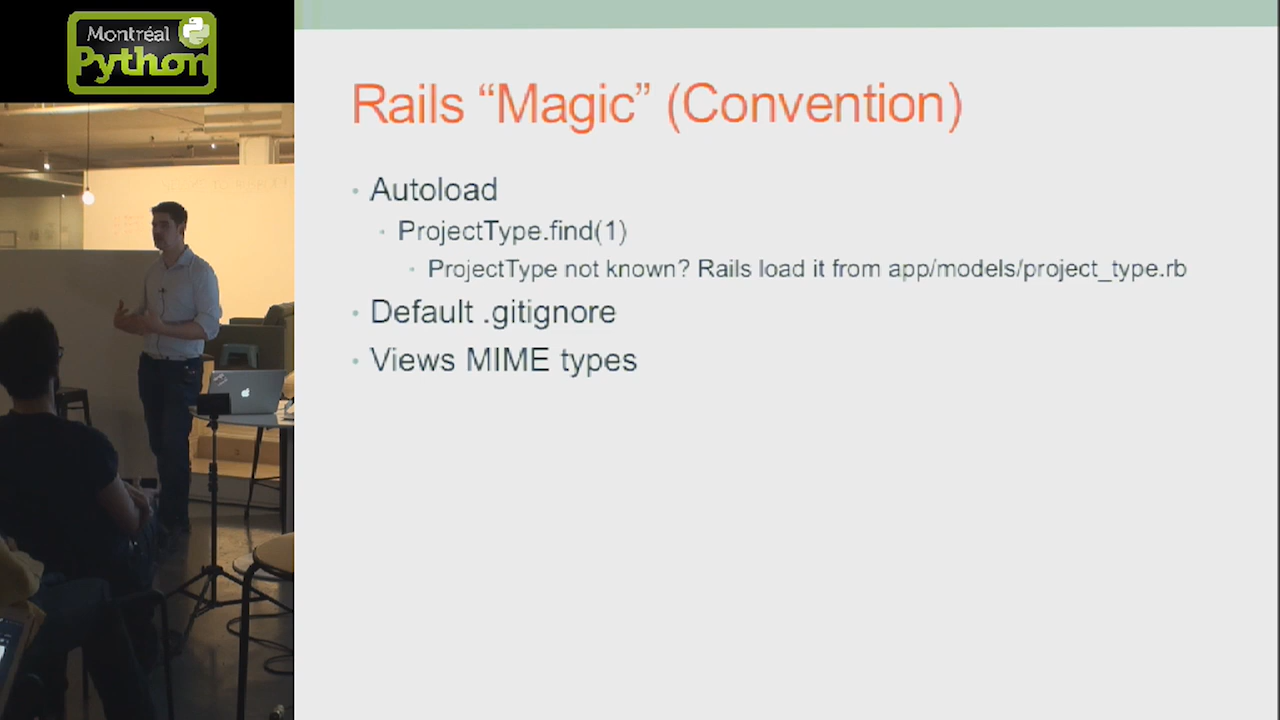 Montréal
Python
Rails “Magic” (Convention)
Autoload
ProjectType.find(1)
ProjectType not known? Rails load it from app/models/project_type.rb
Default .gitignore
Views MIME types